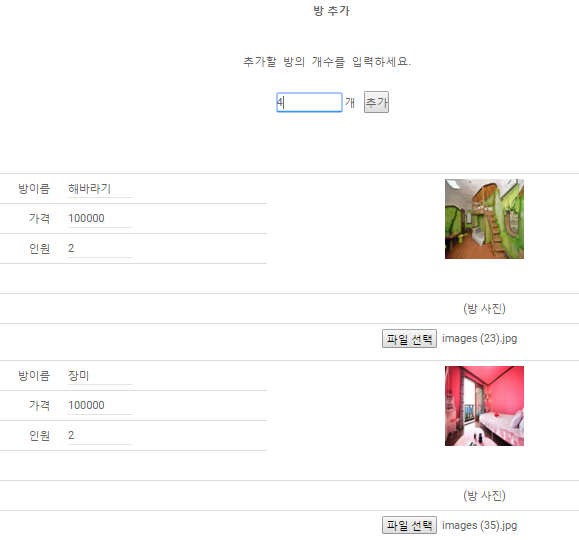 방 추가
추가할 방의 개수를 입력하세요.
4 개 추가
방이름 해바라기
가격 100000
인원 2
(방 사진)
파일 선택 images (23).jpg
방이름 장미
가격 100000
인원 2
(방 사진)
파일 선택 images (35).jpg